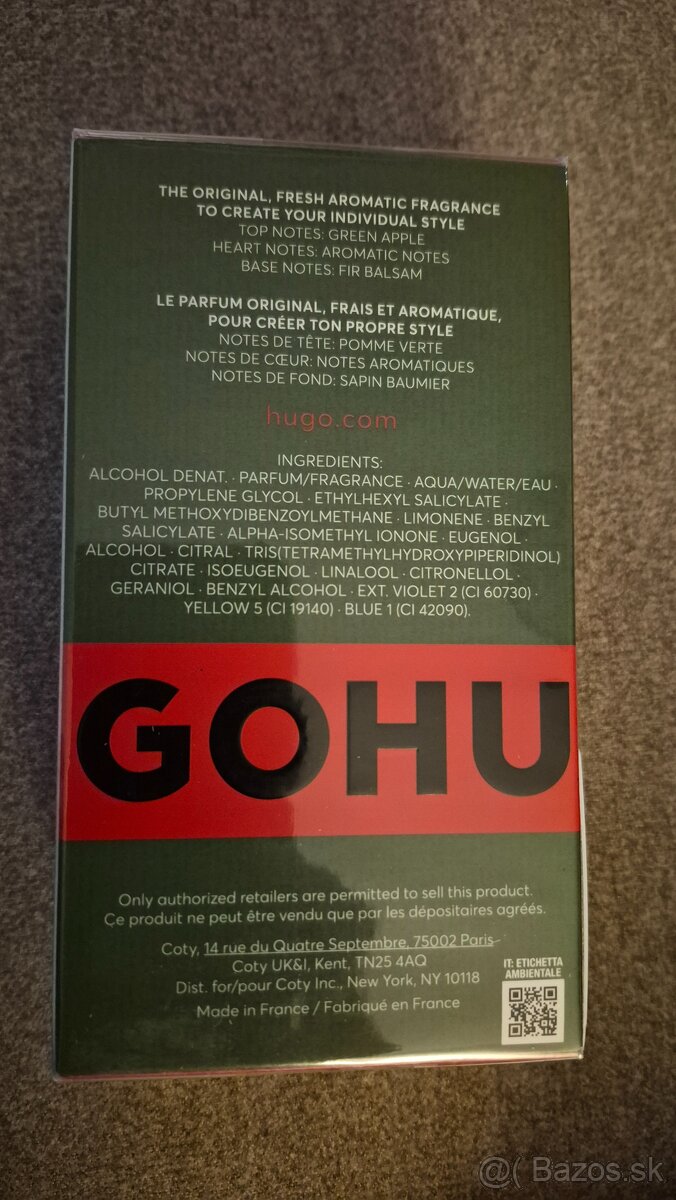 THE ORIGINAL, FRESH AROMATIC FRAGRANCE
TO CREATE YOUR INDIVIDUAL STYLE
TOP NOTES: GREEN APPLE
HEART NOTES: AROMATIC NOTES
BASE NOTES: FIR BALSAM
LE PARFUM ORIGINAL, FRAIS ET AROMATIQUE,
POUR CRÉER TON PROPRE STYLE
NOTES DE TÊTE: POMME VERTE
NOTES DE CŒUR: NOTES AROMATIQUES
NOTES DE FOND: SAPIN BAUMIER
hugo.com
INGREDIENTS:
ALCOHOL DENAT. · PARFUM/FRAGRANCE · AQUA/WATER/EAU ·
PROPYLENE GLYCOL · ETHYLHEXYL SALICYLATE ·
BUTYL METHOXYDIBENZOYLMETHANE · LIMONENE · BENZYL
SALICYLATE · ALPHA-ISOMETHYL IONONE · EUGENOL ·
ALCOHOL · CITRAL · TRIS(TETRAMETHYLHYDROXYPIPERIDINOL)
CITRATE · ISOEUGENOL · LINALOOL · CITRONELLOL ·
GERANIOL · BENZYL ALCOHOL · EXT. VIOLET 2 (CI 60730) ·
YELLOW 5 (CI 19140) · BLUE 1 (CI 42090).
GOHU
Only authorized retailers are permitted to sell this product.
Ce produit ne peut être vendu que par les dépositaires agréés.
Coty, 14 rue du Quatre Septembre, 75002 Paris
Coty UK&I, Kent, TN25 4AQ
Dist. for/pour Coty Inc., New York, NY 10118
Made in France / Fabriqué en France
IT: ETICHETTA
AMBIENTALE
@( Bazos.sk